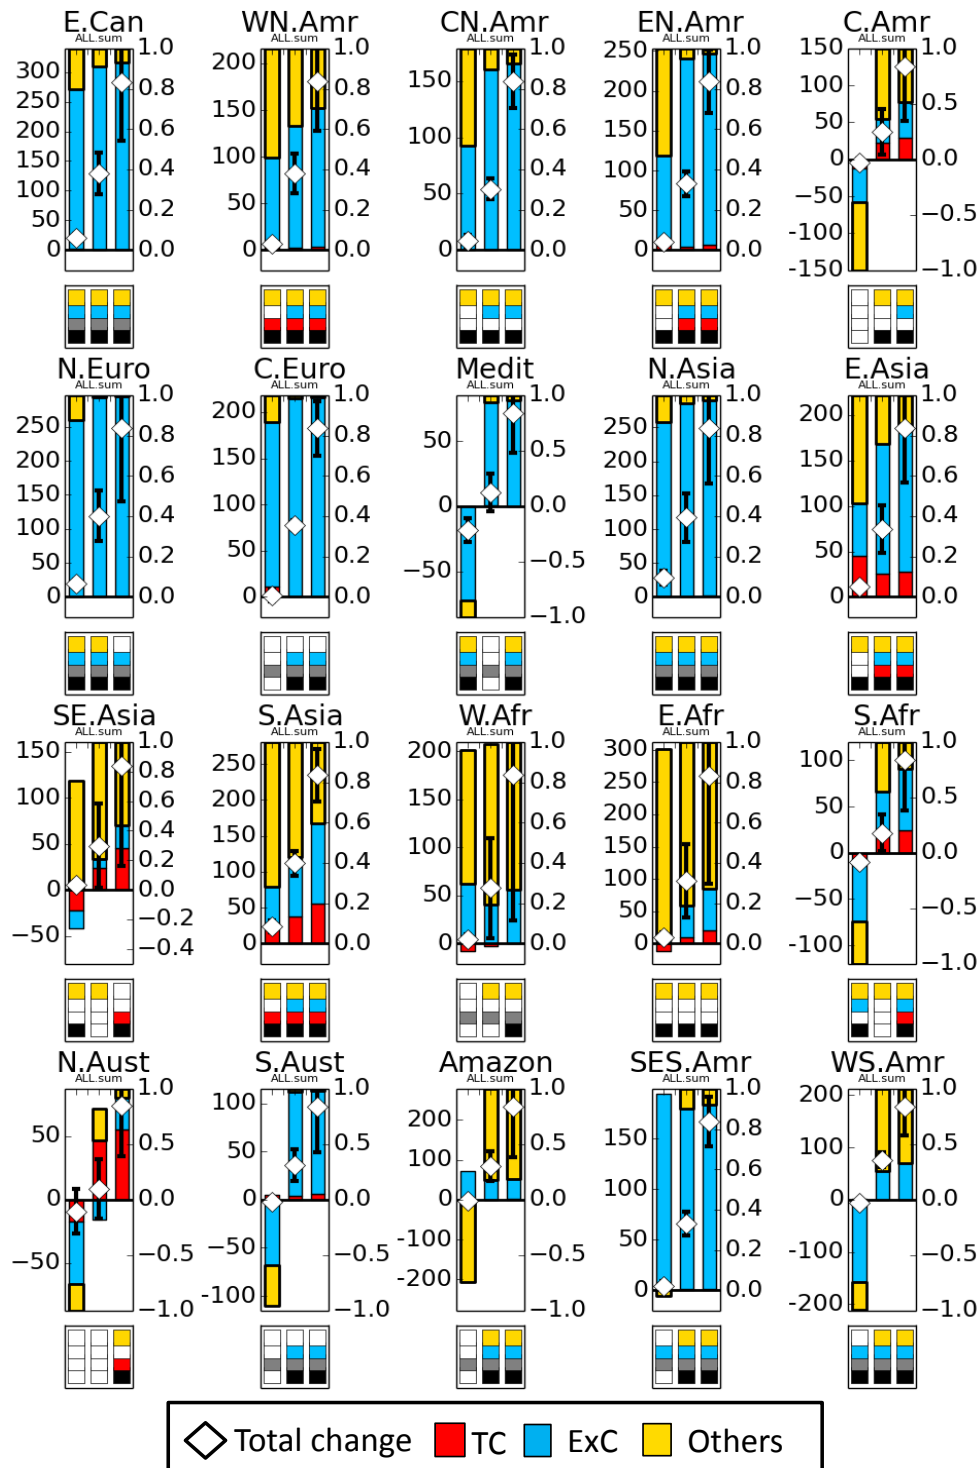 E.Can WN.Amr CN.Amr EN.Amr C.Amr
ALL.sum ALL.sum ALL.sum ALL.sum ALL.sum
300 250 200 150 100 50 0 1.0 0.8 0.6 0.4 0.2 0.0
200 150 100 50 0 1.0 0.8 0.6 0.4 0.2 0.0
150 100 50 0 1.0 0.8 0.6 0.4 0.2 0.0
250 200 150 100 50 0 1.0 0.8 0.6 0.4 0.2 0.0
150 100 50 0 −50 −100 -150 1.0 0.5 0.0 −0.5 −1.0
N.Euro C.Euro Medit N.Asia E.Asia
ALL.sum ALL.sum ALL.sum ALL.sum ALL.sum
250 200 150 100 50 0 1.0 0.8 0.6 0.4 0.2 0.0
200 150 100 50 0 1.0 0.8 0.6 0.4 0.2 0.0
50 0 −50 1.0 0.5 0.0 −0.5 −1.0
250 200 150 100 50 0 1.0 0.8 0.6 0.4 0.2 0.0
200 150 100 50 0 1.0 0.8 0.6 0.4 0.2 0.0
SE.Asia S.Asia W.Afr E.Afr S.Afr
ALL.sum ALL.sum ALL.sum ALL.sum ALL.sum
150 100 50 0 −50 1.0 0.8 0.6 0.4 0.2 0.0 −0.2 −0.4
250 200 150 100 50 0 1.0 0.8 0.6 0.4 0.2 0.0
200 150 100 50 0 1.0 0.8 0.6 0.4 0.2 0.0
300 250 200 150 100 50 0 1.0 0.8 0.6 0.4 0.2 0.0
100 50 0 −50 -100 1.0 0.5 0.0 −0.5 −1.0
N.Aust S.Aust Amazon SES.Amr WS.Amr
ALL.sum ALL.sum ALL.sum ALL.sum ALL.sum
50 0 −50 1.0 0.5 0.0 −0.5 −1.0
100 50 0 −50 −100 1.0 0.5 0.0 −0.5 −1.0
200 100 0 -100 -200 1.0 0.5 0.0 −0.5 −1.0
150 100 50 0 1.0 0.8 0.6 0.4 0.2 0.0
200 100 0 −100 -200 1.0 0.5 0.0 −0.5 −1.0
Total change TC ExC Others